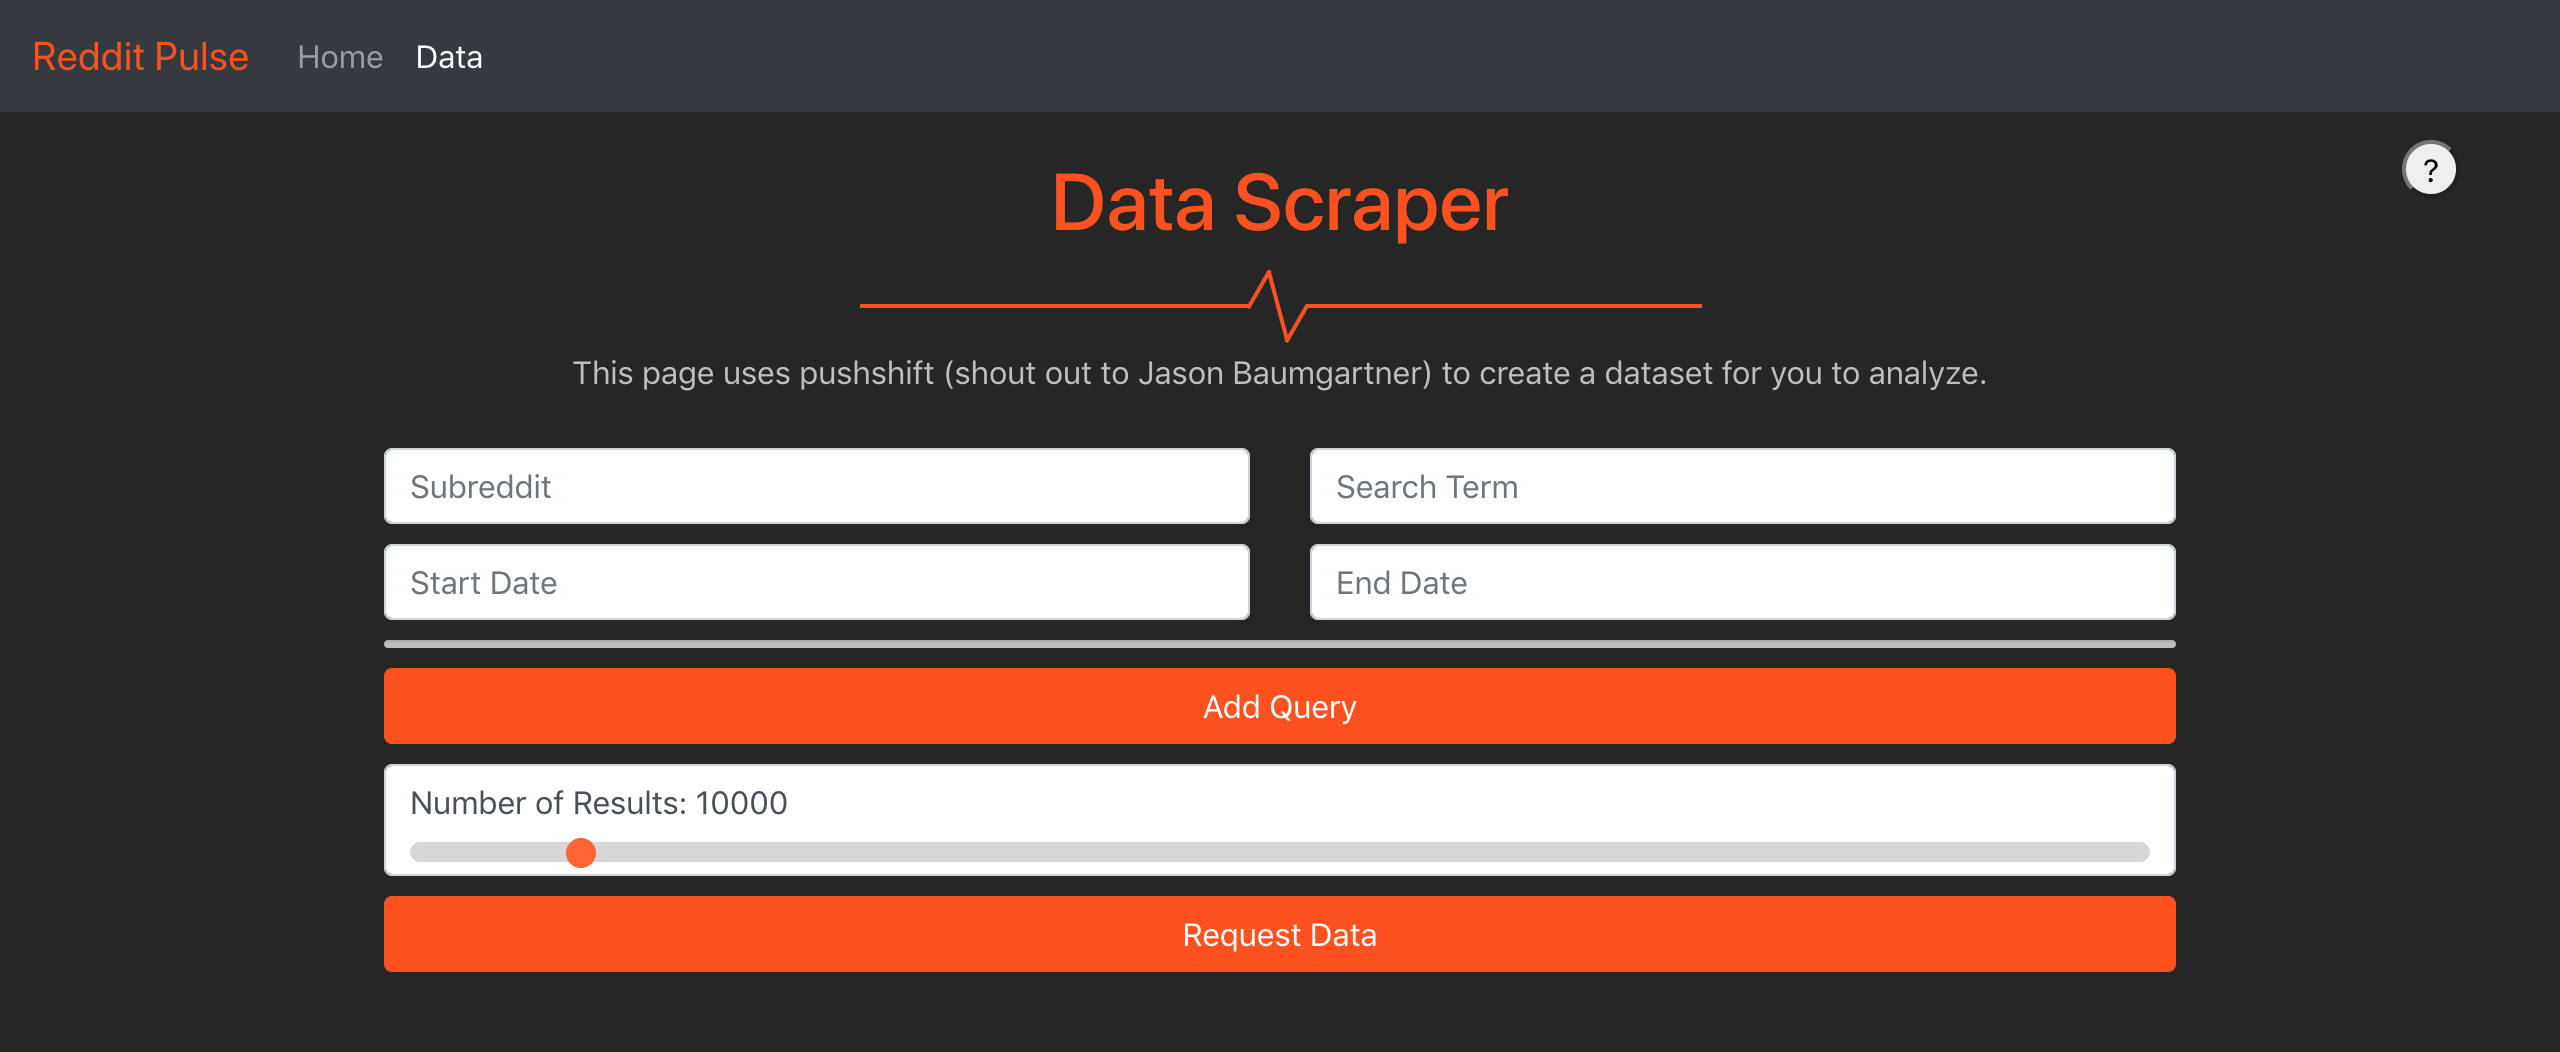 Reddit Pulse Home Data
?
Data Scraper
This page uses pushshift (shout out to Jason Baumgartner) to create a dataset for you to analyze.
Subreddit
Search Term
Start Date
End Date
Add Query
Number of Results: 10000
Request Data